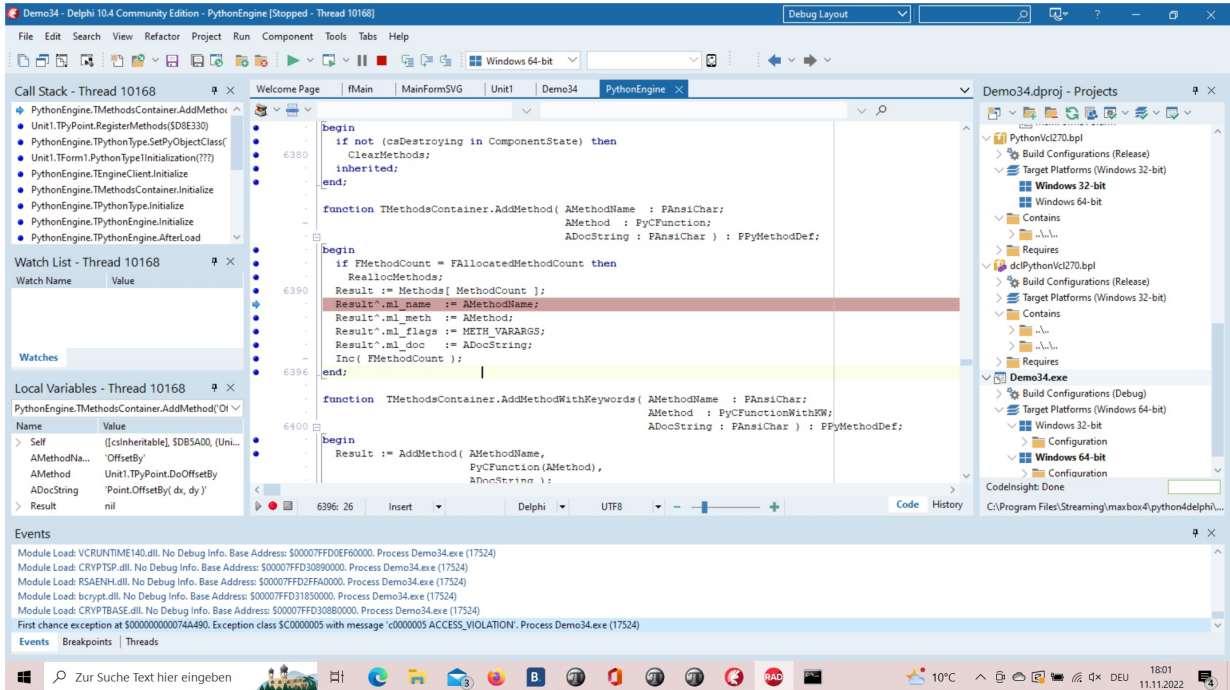 Demo34 - Delphi 10.4 Community Edition - PythonEngine [Stopped - Thread 10168]
Debug Layout
File Edit Search View Refactor Project Run Component Tools Tabs Help
Windows 64-bit
Call Stack - Thread 10168
PythonEngine.TMethodsContainer.AddMethod
Unit1.TPyPoint.RegisterMethods($D8E330)
PythonEngine.TPythonType.SetPyObjectClass(
Unit1.TForm1.PythonType1Initialization(???)
PythonEngine.TEngineClient.Initialize
PythonEngine.TMethodsContainer.Initialize
PythonEngine.TPythonType.Initialize
PythonEngine.TPythonEngine.Initialize
PythonEngine.TPythonEngine.AfterLoad
Watch List - Thread 10168
Watch Name Value
Watches
Local Variables - Thread 10168
PythonEngine.TMethodsContainer.AddMethod('Of
Name Value
Self ([csInheritable], $DB5A00, (Uni...
AMethodNa... 'OffsetBy'
AMethod Unit1.TPyPoint.DoOffsetBy
ADocString 'Point.OffsetBy( dx, dy )'
Result nil
Welcome Page fMain MainFormSVG Unit1 Demo34 PythonEngine
begin
if not (csDestroying in ComponentState) then
6380 ClearMethods;
inherited;
end;
function TMethodsContainer.AddMethod( AMethodName : PAnsiChar;
AMethod : PyCFunction;
ADocString : PAnsiChar ) : PPyMethodDef;
begin
if FMethodCount = FAllocatedMethodCount then
ReallocMethods;
6390 Result := Methods[ MethodCount ];
Result^.ml_name := AMethodName;
Result^.ml_meth := AMethod;
Result^.ml_flags := METH_VARARGS;
Result^.ml_doc := ADocString;
Inc( FMethodCount );
6396 end;
function TMethodsContainer.AddMethodWithKeywords( AMethodName : PAnsiChar;
AMethod : PyCFunctionWithKW;
6400 ADocString : PAnsiChar ) : PPyMethodDef;
begin
Result := AddMethod( AMethodName,
PyCFunction(AMethod),
ADocString );
6396: 26 Insert Delphi UTF8 Code History
Demo34.dproj - Projects
PythonVcl270.bpl
Build Configurations (Release)
Target Platforms (Windows 32-bit)
Windows 32-bit
Windows 64-bit
Contains
..\..\
Requires
dclPythonVcl270.bpl
Build Configurations (Release)
Target Platforms (Windows 32-bit)
Contains
..\..
..\..\..
Requires
Demo34.exe
Build Configurations (Debug)
Target Platforms (Windows 64-bit)
Windows 32-bit
Configuration
Windows 64-bit
Configuration
CodeInsight: Done
C:\Program Files\Streaming\maxbox4\python4delphi\...
Events
Module Load: VCRUNTIME140.dll. No Debug Info. Base Address: $00007FFD0EF60000. Process Demo34.exe (17524)
Module Load: CRYPTSP.dll. No Debug Info. Base Address: $00007FFD30890000. Process Demo34.exe (17524)
Module Load: RSAENH.dll. No Debug Info. Base Address: $00007FFD2FFA0000. Process Demo34.exe (17524)
Module Load: bcrypt.dll. No Debug Info. Base Address: $00007FFD31850000. Process Demo34.exe (17524)
Module Load: CRYPTBASE.dll. No Debug Info. Base Address: $00007FFD308B0000. Process Demo34.exe (17524)
First chance exception at $000000000074A490. Exception class $C0000005 with message 'c0000005 ACCESS_VIOLATION'. Process Demo34.exe (17524)
Events Breakpoints Threads
Zur Suche Text hier eingeben
3
B
RAD
10°C
DEU
18:01
11.11.2022
4